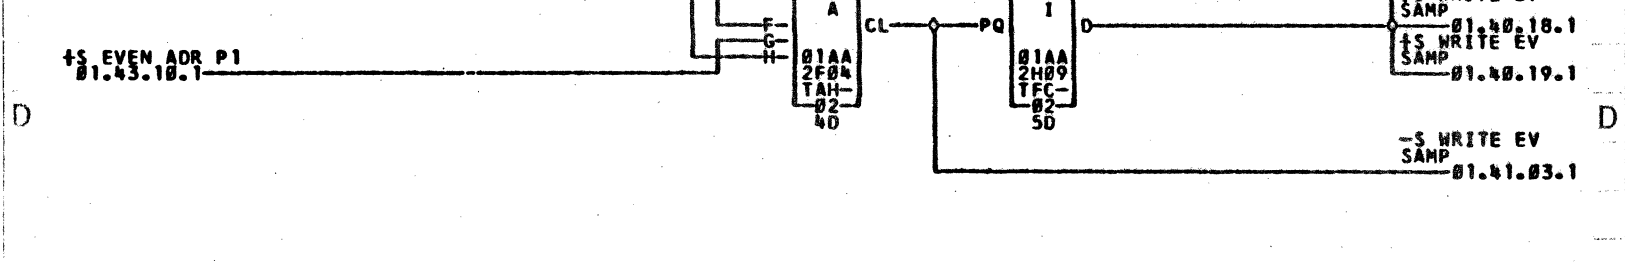 A
I
SAMP
F
CL
PQ
D
01.40.18.1
G
+S WRITE EV
+S EVEN ADR P1
H
01AA
01AA
SAMP
01.43.10.1
2F04
2H09
01.40.19.1
TAH-
TFC-
02
02
D
4D
5D
D
-S WRITE EV
SAMP
01.41.03.1